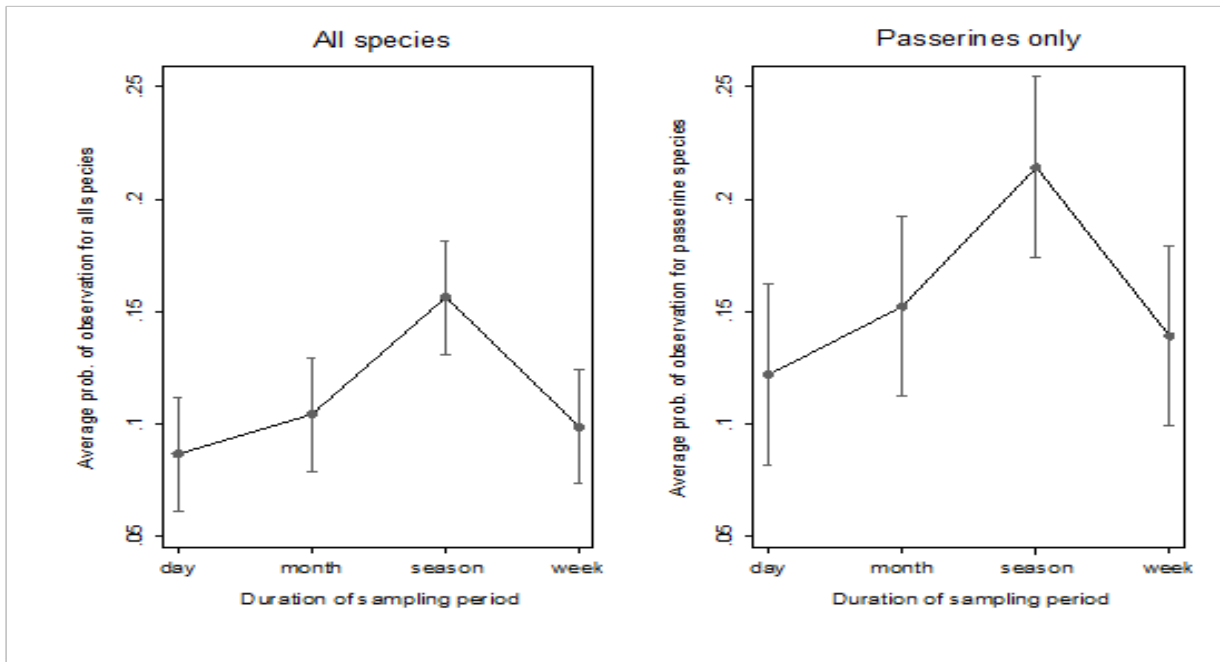 All species
Average prob. of observation for all species
.25
.2
.15
.1
.05
day month season week
Duration of sampling period
Passerines only
Average prob. of observation for passerine species
.25
.2
.15
.1
.05
day month season week
Duration of sampling period